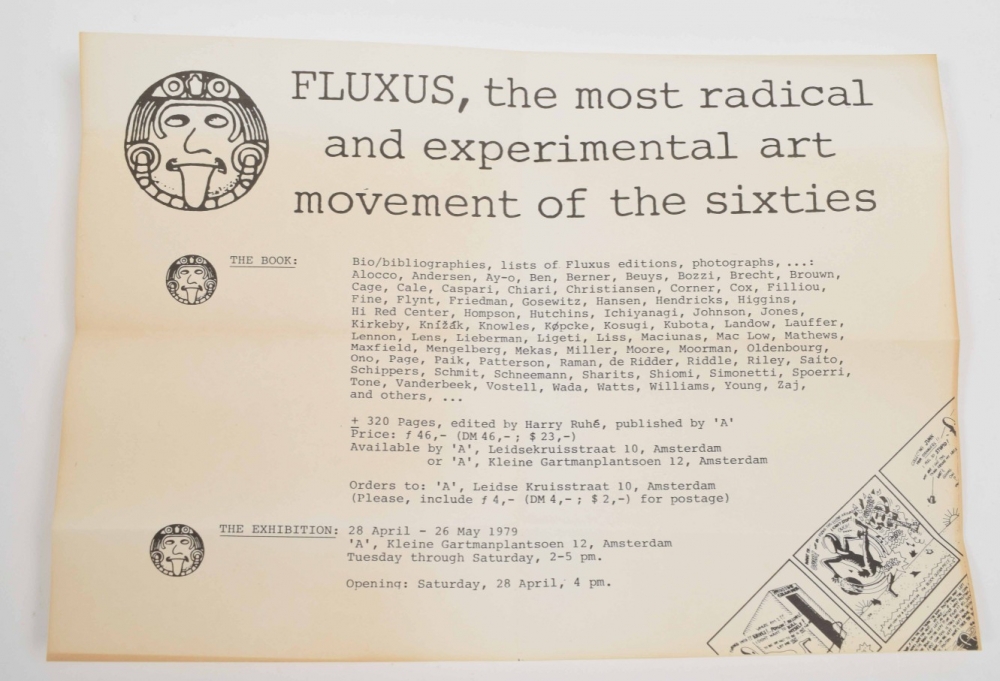 FLUXUS, the most radical
and experimental art
movement of the sixties
THE BOOK:
Bio/bibliographies, lists of Fluxus editions, photographs, ...:
Alocco, Andersen, Ay-o, Ben, Berner, Beuys, Bozzi, Brecht, Brouwn,
Cage, Cale, Caspari, Chiari, Christiansen, Corner, Cox, Filliou,
Fine, Flynt, Friedman, Gosewitz, Hansen, Hendricks, Higgins,
Hi Red Center, Hompson, Hutchins, Ichiyanagi, Johnson, Jones,
Kirkeby, Knížák, Knowles, Køpcke, Kosugi, Kubota, Landow, Lauffer,
Lennon, Lens, Lieberman, Ligeti, Liss, Maciunas, Mac Low, Mathews,
Maxfield, Mengelberg, Mekas, Miller, Moore, Moorman, Oldenbourg,
Ono, Page, Paik, Patterson, Raman, de Ridder, Riddle, Riley, Saito,
Schippers, Schmit, Schneemann, Sharits, Shiomi, Simonetti, Spoerri,
Tone, Vanderbeek, Vostell, Wada, Watts, Williams, Young, Zaj,
and others, ...
± 320 Pages, edited by Harry Ruhé, published by 'A'
Price: ƒ 46,- (DM 46,- ; $ 23,-)
Available by 'A', Leidsekruisstraat 10, Amsterdam
or 'A', Kleine Gartmanplantsoen 12, Amsterdam
Orders to: 'A', Leidse Kruisstraat 10, Amsterdam
(Please, include ƒ 4,- (DM 4,- ; $ 2,-) for postage)
THE EXHIBITION: 28 April - 26 May 1979
'A', Kleine Gartmanplantsoen 12, Amsterdam
Tuesday through Saturday, 2-5 pm.
Opening: Saturday, 28 April, 4 pm.